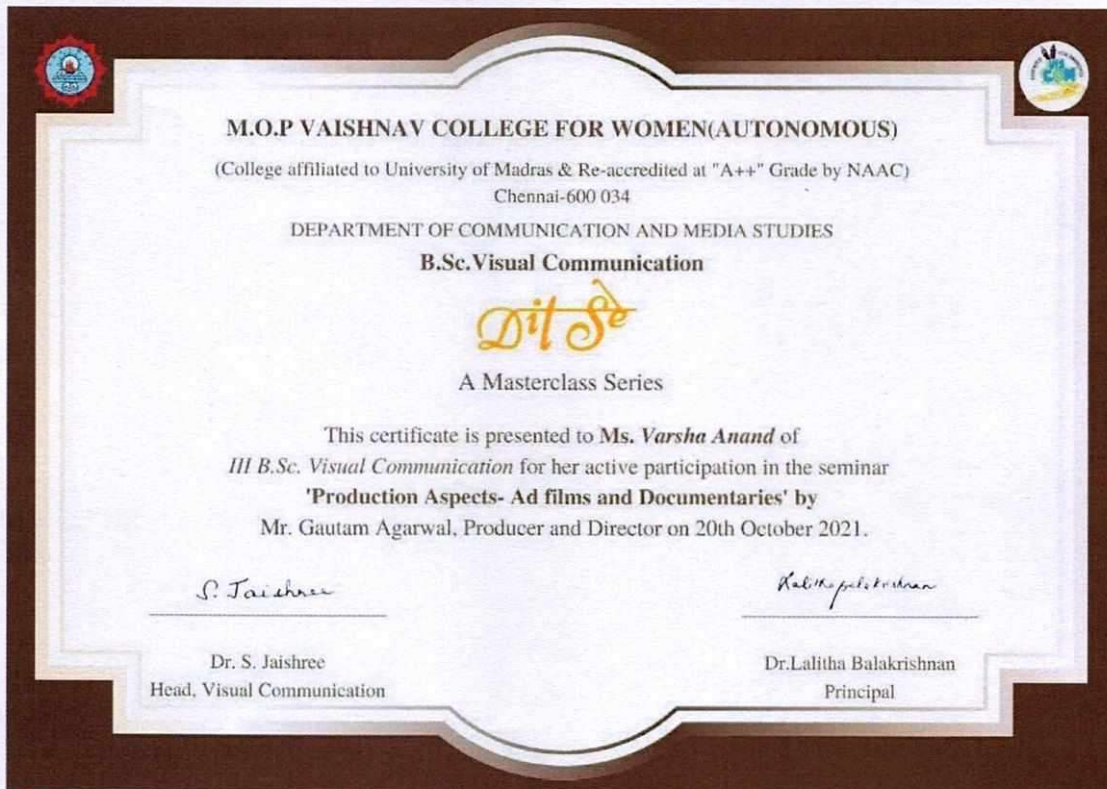 M.O.P VAISHNAV COLLEGE FOR WOMEN(AUTONOMOUS)
(College affiliated to University of Madras & Re-accredited at "A++" Grade by NAAC)
Chennai-600 034
DEPARTMENT OF COMMUNICATION AND MEDIA STUDIES
B.Sc.Visual Communication
Dil Se
A Masterclass Series
This certificate is presented to Ms. Varsha Anand of
III B.Sc. Visual Communication for her active participation in the seminar
'Production Aspects- Ad films and Documentaries' by
Mr. Gautam Agarwal, Producer and Director on 20th October 2021.
S. Jaishree
Lalithabalakrishnan
Dr. S. Jaishree
Head, Visual Communication
Dr.Lalitha Balakrishnan
Principal